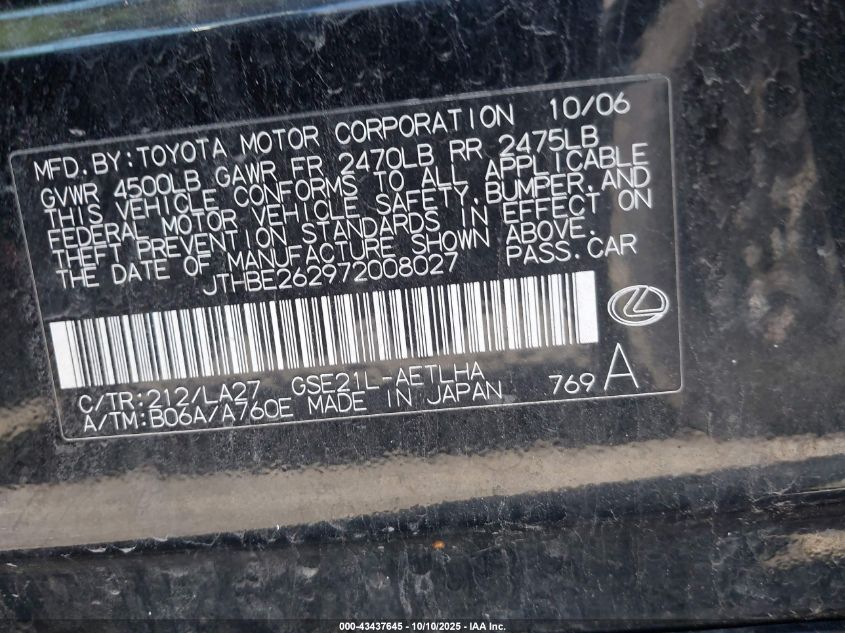 MFD.BY:TOYOTA MOTOR CORPORATION 10/06
GVWR 4500LB GAWR FR 2470LB RR 2475LB
THIS VEHICLE CONFORMS TO ALL APPLICABLE
FEDERAL MOTOR VEHICLE SAFETY,BUMPER,AND
THEFT PREVENTION STANDARDS IN EFFECT ON
THE DATE OF MANUFACTURE SHOWN ABOVE.
JTHBE262972008027 PASS.CAR
C/TR:212/LA27 GSE21L-AETLHA 769 A
A/TM:B06A/A760E MADE IN JAPAN
000-43437645 - 10/10/2025 - IAA Inc.